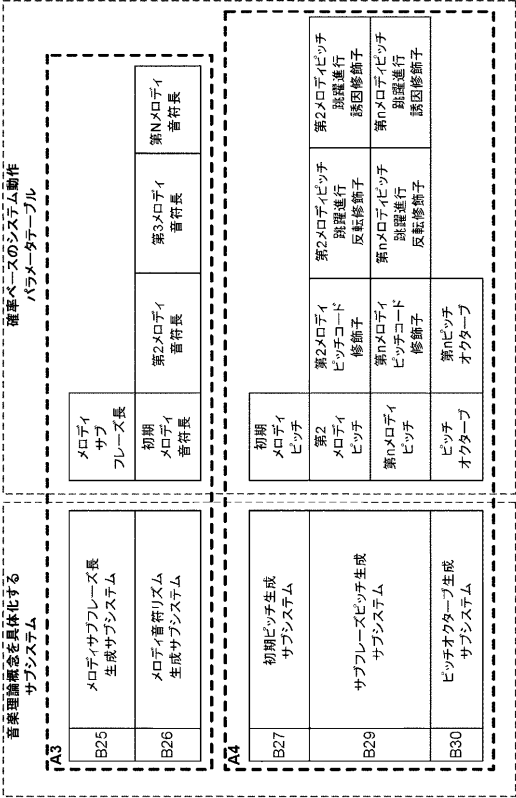 音楽理論概念を具体化する
サブシステム
確率ベースのシステム動作
パラメータテーブル
A3
B25
メロディサブフレーズ長
生成サブシステム
メロディ
サブ
フレーズ長
B26
メロディ音符リズム
生成サブシステム
初期
メロディ
音符長
第2メロディ
音符長
第3メロディ
音符長
第Nメロディ
音符長
A4
B27
初期ピッチ生成
サブシステム
初期
メロディ
ピッチ
B29
サブフレーズピッチ生成
サブシステム
第2
メロディ
ピッチ
第2メロディ
ピッチコード
修飾子
第2メロディピッチ
跳躍進行
反転修飾子
第2メロディピッチ
跳躍進行
誘因修飾子
第nメロディ
ピッチ
第nメロディ
ピッチコード
修飾子
第nメロディピッチ
跳躍進行
反転修飾子
第nメロディピッチ
跳躍進行
誘因修飾子
B30
ピッチオクターブ生成
サブシステム
ピッチ
オクターブ
第nピッチ
オクターブ